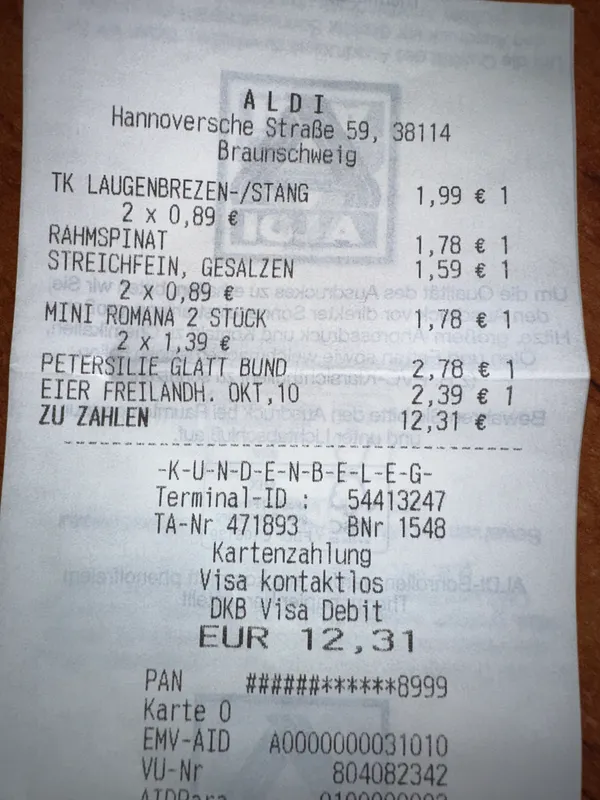 ALDI
Hannoversche Straße 59, 38114
Braunschweig
TK LAUGENBREZEN-/STANG 1,99 € 1
2 x 0,89 €
RAHMSPINAT 1,78 € 1
STREICHFEIN, GESALZEN 1,59 € 1
2 x 0,89 €
MINI ROMANA 2 STÜCK 1,78 € 1
2 x 1,39 €
PETERSILIE GLATT BUND 2,78 € 1
EIER FREILANDH. OKT,10 2,39 € 1
ZU ZAHLEN 12,31 €
-K-U-N-D-E-N-B-E-L-E-G-
Terminal-ID : 54413247
TA-Nr 471893 BNr 1548
Kartenzahlung
Visa kontaktlos
DKB Visa Debit
EUR 12,31
PAN ######******8999
Karte 0
EMV-AID A0000000031010
VU-Nr 804082342